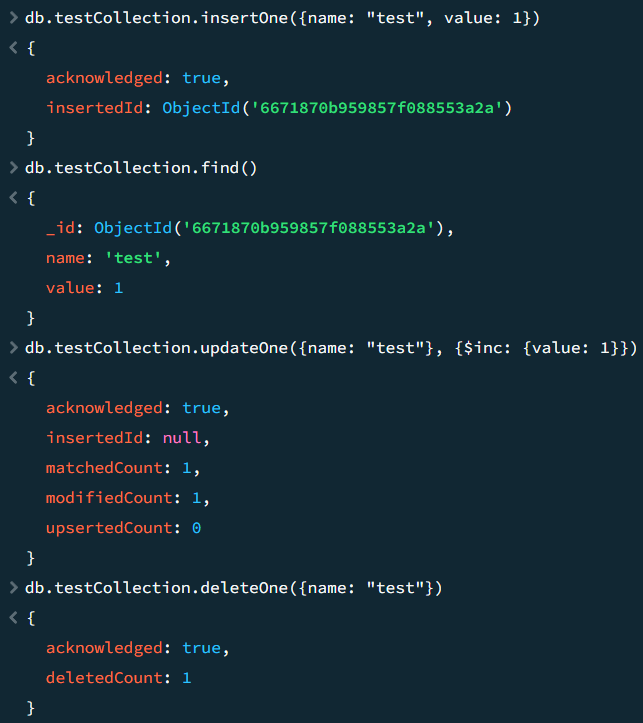 > db.testCollection.insertOne({name: "test", value: 1})
< {
acknowledged: true,
insertedId: ObjectId('6671870b959857f088553a2a')
}
> db.testCollection.find()
< {
_id: ObjectId('6671870b959857f088553a2a'),
name: 'test',
value: 1
}
> db.testCollection.updateOne({name: "test"}, {$inc: {value: 1}})
< {
acknowledged: true,
insertedId: null,
matchedCount: 1,
modifiedCount: 1,
upsertedCount: 0
}
> db.testCollection.deleteOne({name: "test"})
< {
acknowledged: true,
deletedCount: 1
}